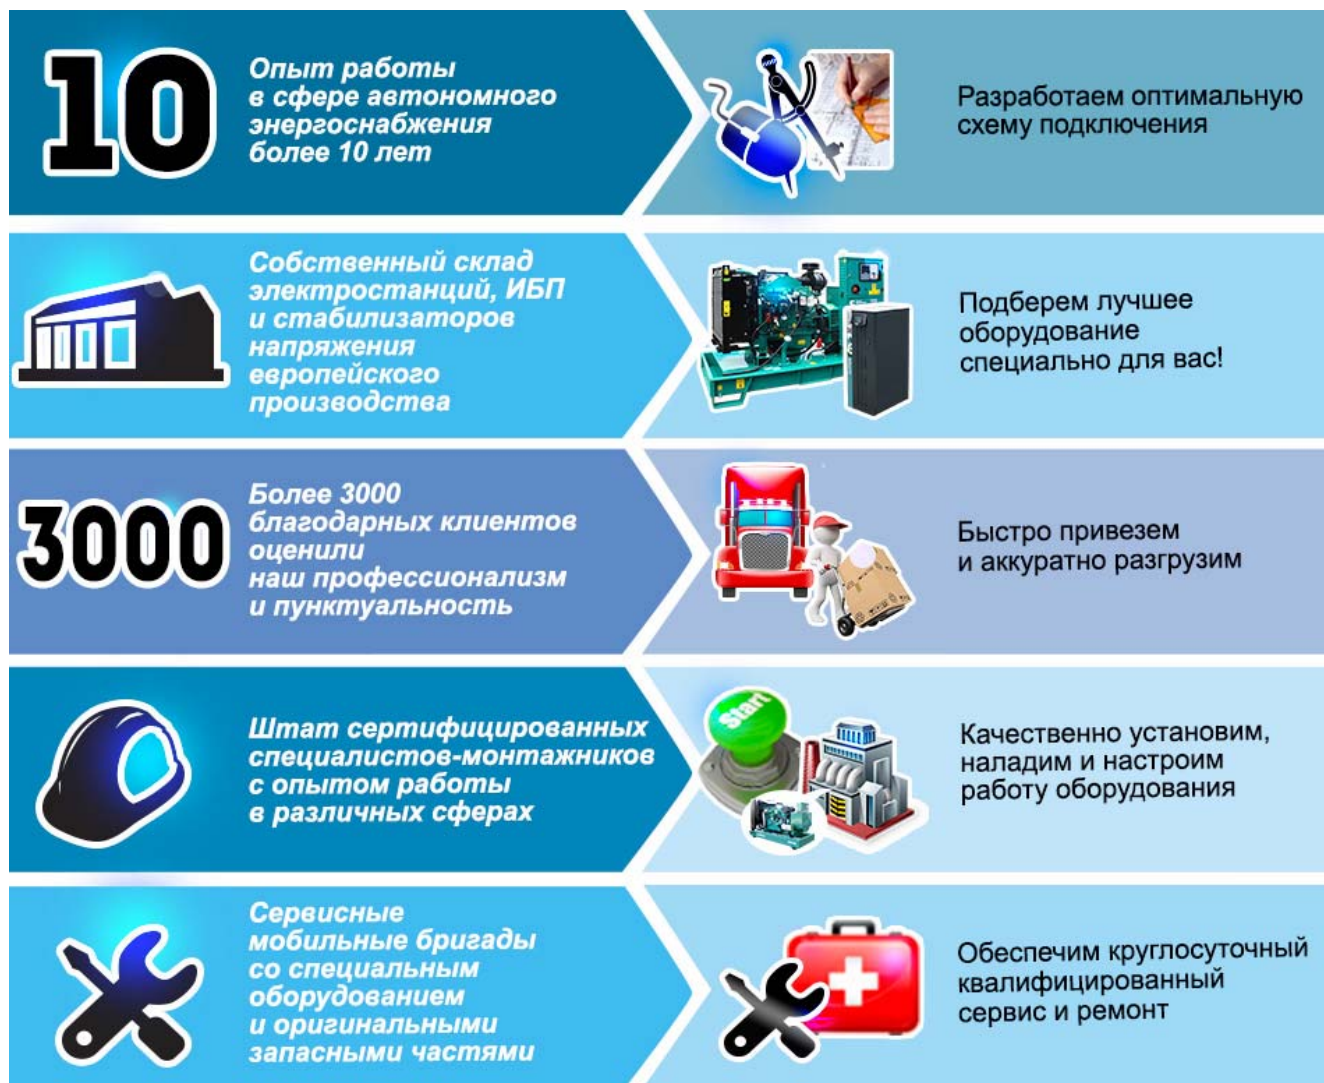 10
Опыт работы
в сфере автономного
энергоснабжения
более 10 лет
Разработаем оптимальную
схему подключения
Собственный склад
электростанций, ИБП
и стабилизаторов
напряжения
европейского
производства
Подберем лучшее
оборудование
специально для вас!
3000
Более 3000
благодарных клиентов
оценили
наш профессионализм
и пунктуальность
Быстро привезем
и аккуратно разгрузим
Штат сертифицированных
специалистов-монтажников
с опытом работы
в различных сферах
Start
Качественно установим,
наладим и настроим
работу оборудования
Сервисные
мобильные бригады
со специальным
оборудованием
и оригинальными
запасными частями
Обеспечим круглосуточный
квалифицированный
сервис и ремонт